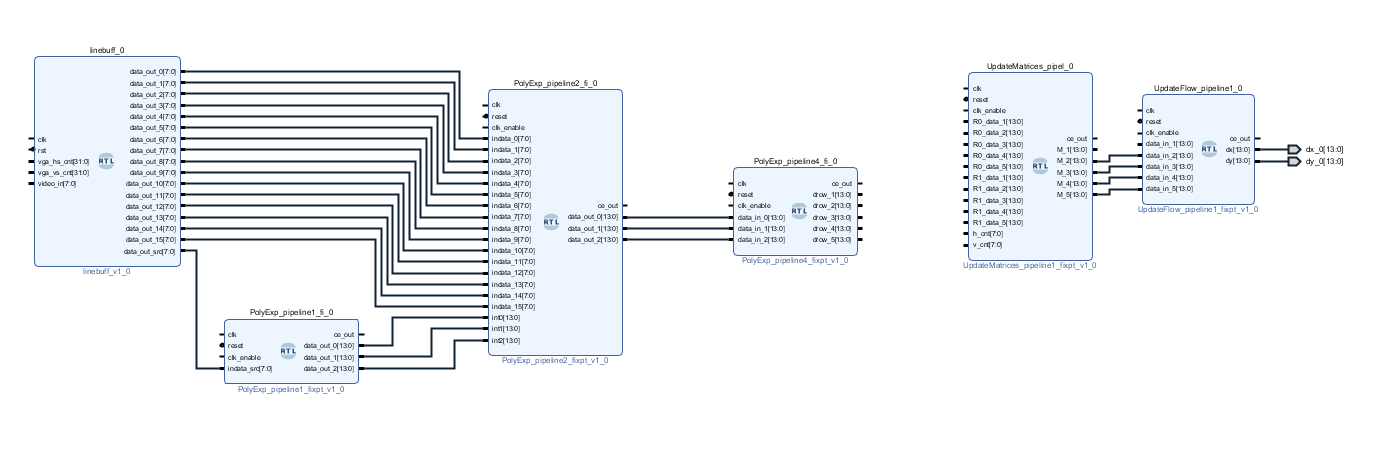 linebuff_0
data_out_0[7:0]
data_out_1[7:0]
data_out_2[7:0]
data_out_3[7:0]
data_out_4[7:0]
data_out_5[7:0]
clk
data_out_6[7:0]
rst
data_out_7[7:0]
vga_hs_cnt[31:0]
RTL
data_out_8[7:0]
vga_vs_cnt[31:0]
data_out_9[7:0]
video_in[7:0]
data_out_10[7:0]
data_out_11[7:0]
data_out_12[7:0]
data_out_13[7:0]
data_out_14[7:0]
data_out_15[7:0]
data_out_src[7:0]
linebuff_v1_0
PolyExp_pipeline1_fi_0
clk
ce_out
reset
RTL
data_out_0[13:0]
clk_enable
data_out_1[13:0]
indata_src[7:0]
data_out_2[13:0]
PolyExp_pipeline1_fixpt_v1_0
PolyExp_pipeline2_fi_0
clk
reset
clk_enable
indata_0[7:0]
indata_1[7:0]
indata_2[7:0]
indata_3[7:0]
indata_4[7:0]
indata_5[7:0]
indata_6[7:0]
ce_out
indata_7[7:0]
RTL
data_out_0[13:0]
indata_8[7:0]
data_out_1[13:0]
indata_9[7:0]
data_out_2[13:0]
indata_10[7:0]
indata_11[7:0]
indata_12[7:0]
indata_13[7:0]
indata_14[7:0]
indata_15[7:0]
int0[13:0]
int1[13:0]
int2[13:0]
PolyExp_pipeline2_fixpt_v1_0
PolyExp_pipeline4_fi_0
clk
ce_out
reset
drow_1[13:0]
clk_enable
RTL
drow_2[13:0]
data_in_0[13:0]
drow_3[13:0]
data_in_1[13:0]
drow_4[13:0]
data_in_2[13:0]
drow_5[13:0]
PolyExp_pipeline4_fixpt_v1_0
UpdateMatrices_pipel_0
clk
reset
clk_enable
R0_data_1[13:0]
R0_data_2[13:0]
ce_out
R0_data_3[13:0]
M_1[13:0]
R0_data_4[13:0]
M_2[13:0]
R0_data_5[13:0]
RTL
M_3[13:0]
R1_data_1[13:0]
M_4[13:0]
R1_data_2[13:0]
M_5[13:0]
R1_data_3[13:0]
R1_data_4[13:0]
R1_data_5[13:0]
h_cnt[7:0]
v_cnt[7:0]
UpdateMatrices_pipeline1_fixpt_v1_0
UpdateFlow_pipeline1_0
clk
reset
clk_enable
ce_out
data_in_1[13:0]
RTL
dx[13:0]
data_in_2[13:0]
dy[13:0]
data_in_3[13:0]
data_in_4[13:0]
data_in_5[13:0]
UpdateFlow_pipeline1_fixpt_v1_0
dx_0[13:0]
dy_0[13:0]